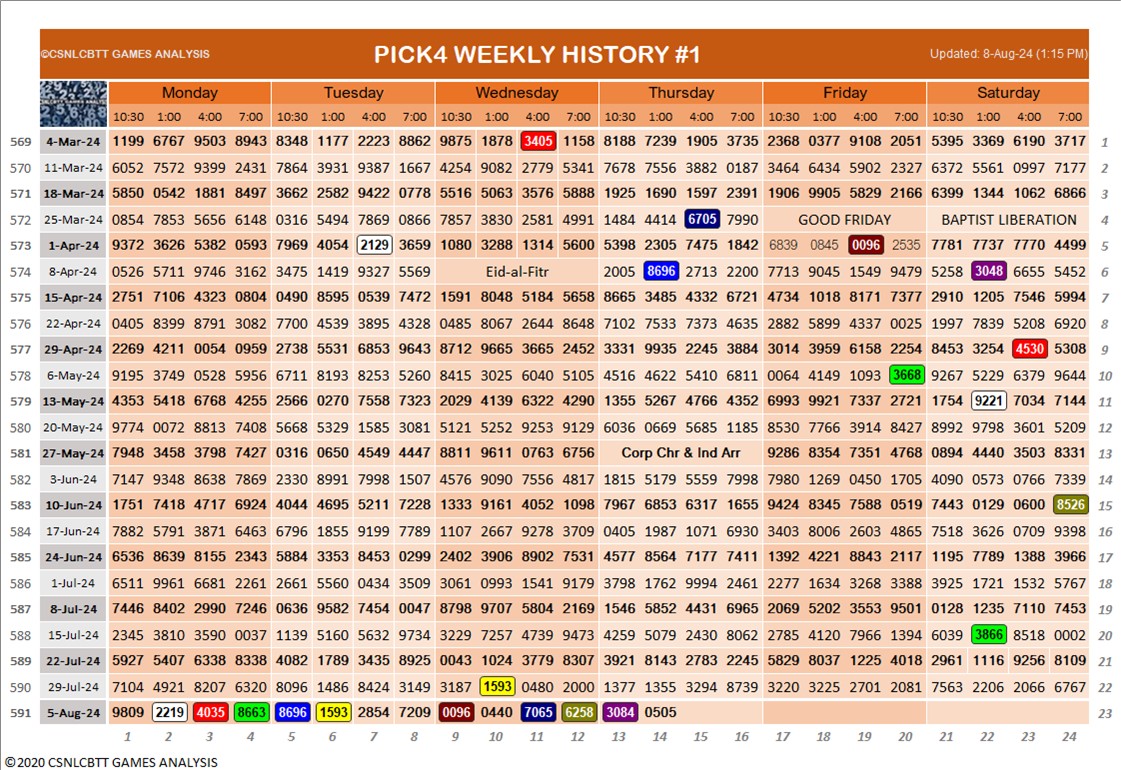 ©CSNLCBTT GAMES ANALYSIS PICK4 WEEKLY HISTORY #1 Updated: 8-Aug-24 (1:15 PM)
Monday Tuesday Wednesday Thursday Friday Saturday
10:30 1:00 4:00 7:00 10:30 1:00 4:00 7:00 10:30 1:00 4:00 7:00 10:30 1:00 4:00 7:00 10:30 1:00 4:00 7:00 10:30 1:00 4:00 7:00
569 4-Mar-24 1199 6767 9503 8943 8348 1177 2223 8862 9875 1878 3405 1158 8188 7239 1905 3735 2368 0377 9108 2051 5395 3369 6190 3717 1
570 11-Mar-24 6052 7572 9399 2431 7864 3931 9387 1667 4254 9082 2779 5341 7678 7556 3882 0187 3464 6434 5902 2327 6372 5561 0997 7177 2
571 18-Mar-24 5850 0542 1881 8497 3662 2582 9422 0778 5516 5063 3576 5888 1925 1690 1597 2391 1906 9905 5829 2166 6399 1344 1062 6866 3
572 25-Mar-24 0854 7853 5656 6148 0316 5494 7869 0866 7857 3830 2581 4991 1484 4414 6705 7990 GOOD FRIDAY BAPTIST LIBERATION 4
573 1-Apr-24 9372 3626 5382 0593 7969 4054 2129 3659 1080 3288 1314 5600 5398 2305 7475 1842 6839 0845 0096 2535 7781 7737 7770 4499 5
574 8-Apr-24 0526 5711 9746 3162 3475 1419 9327 5569 Eid-al-Fitr 2005 8696 2713 2200 7713 9045 1549 9479 5258 3048 6655 5452 6
575 15-Apr-24 2751 7106 4323 0804 0490 8595 0539 7472 1591 8048 5184 5658 8665 3485 4332 6721 4734 1018 8171 7377 2910 1205 7546 5994 7
576 22-Apr-24 0405 8399 8791 3082 7700 4539 3895 4328 0485 8067 2644 8648 7102 7533 7373 4635 2882 5899 4337 0025 1997 7839 5208 6920 8
577 29-Apr-24 2269 4211 0054 0959 2738 5531 6853 9643 8712 9665 3665 2452 3331 9935 2245 3884 3014 3959 6158 2254 8453 3254 4530 5308 9
578 6-May-24 9195 3749 0528 5956 6711 8136 8253 5260 8415 3025 6040 5105 4516 4622 5410 6811 0064 4149 1093 3668 9267 5229 6379 9644 10
579 13-May-24 4353 5418 6768 4255 2566 0270 7558 7323 2029 4139 6322 4290 1355 5267 4766 4352 6993 9921 7337 2721 1754 9221 7034 7144 11
580 20-May-24 9774 0072 8813 7408 5668 5329 1585 3081 5121 5252 9253 9129 6036 0669 5685 1185 8530 7766 3914 8427 8992 9798 3601 5209 12
581 27-May-24 7948 3458 3798 7427 0316 0650 4549 4447 8811 9611 0763 6756 Corp Chr & Ind Arr 9286 8354 7351 4768 0894 4440 3503 8331 13
582 3-Jun-24 7147 9348 8638 7869 2330 8991 7998 1507 4576 9090 7556 4817 1815 5179 5559 7998 7980 1269 0450 1705 4090 0573 0766 7339 14
583 10-Jun-24 1751 7418 4717 6924 4044 4695 5211 7228 1333 9161 4052 1098 7967 6853 6317 1655 9424 8345 7588 0519 7443 0129 0600 8526 15
584 17-Jun-24 7882 5791 3871 6463 6796 1855 9199 7789 1107 2667 9278 3709 0405 1987 1071 6930 3403 8006 2603 4865 7518 3626 0709 9398 16
585 24-Jun-24 6536 8639 8155 2343 5884 3353 8453 0299 2402 3906 8902 7531 4577 8564 7177 7411 1392 4221 8843 2117 1195 7789 1388 3966 17
586 1-Jul-24 6511 9961 6681 2261 2661 5560 0434 3509 3061 0993 1541 9179 3798 1762 9994 2461 2277 1634 3268 3388 3925 1721 1532 5767 18
587 8-Jul-24 7446 8402 2990 7246 0636 9582 7454 0047 8798 9707 5804 2169 1546 5852 4431 6965 2069 5202 3553 9501 0128 1235 7110 7453 19
588 15-Jul-24 2345 3810 3590 0037 1139 5160 5632 9734 3229 7257 4739 9473 4259 5079 2430 8062 2785 4120 7966 1394 6039 3866 8518 0002 20
589 22-Jul-24 5927 5407 6338 8338 4082 1789 3435 8925 0043 1024 3779 8307 3921 8143 2783 2245 5829 8037 1225 4018 2961 1116 9256 8109 21
590 29-Jul-24 7104 4921 8207 6320 8096 1486 8424 3149 3187 1593 0480 2000 1377 1355 3294 8739 3220 3225 2701 2081 7563 2206 2066 6767 22
591 5-Aug-24 9809 2219 4035 8663 8696 1593 2854 7209 0096 0440 7065 6258 3084 0505 23
1 2 3 4 5 6 7 8 9 10 11 12 13 14 15 16 17 18 19 20 21 22 23 24
©2020 CSNLCBTT GAMES ANALYSIS